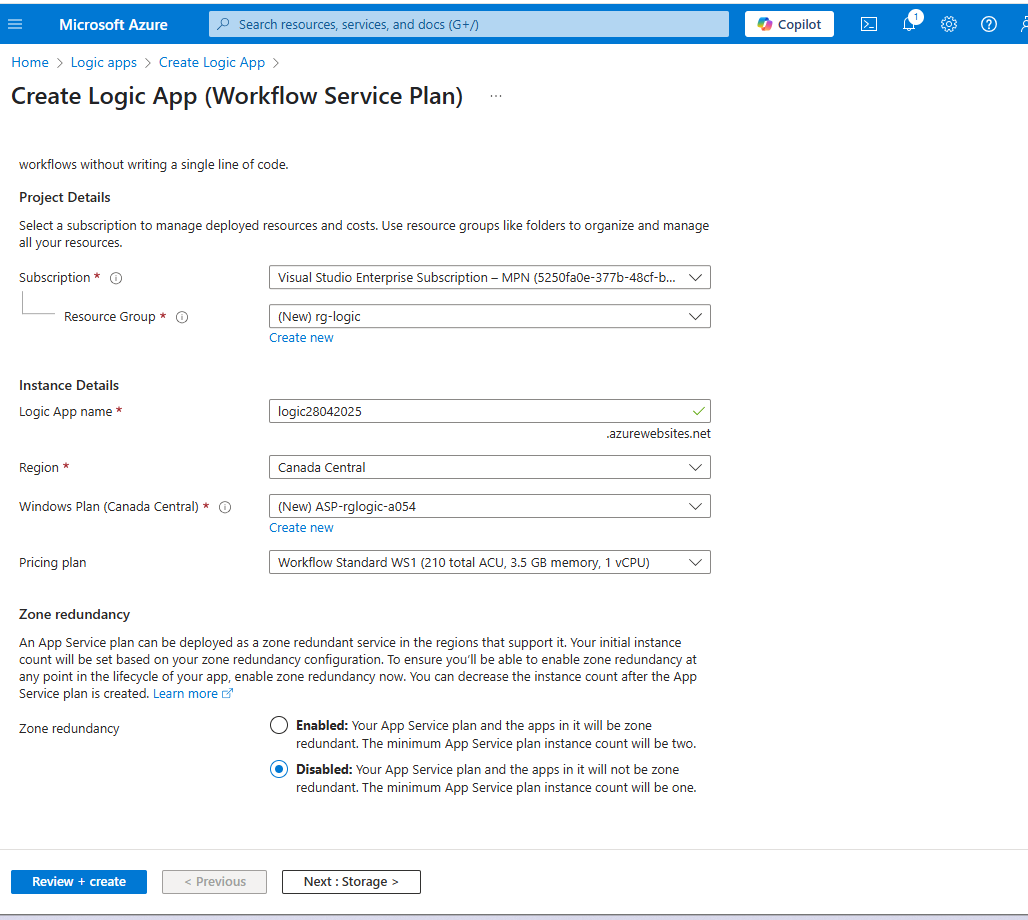 Microsoft Azure
Search resources, services, and docs (G+/)
Copilot
1
Home > Logic apps > Create Logic App >
Create Logic App (Workflow Service Plan) ...
workflows without writing a single line of code.
Project Details
Select a subscription to manage deployed resources and costs. Use resource groups like folders to organize and manage
all your resources.
Subscription *
Visual Studio Enterprise Subscription – MPN (5250fa0e-377b-48cf-b...
Resource Group *
(New) rg-logic
Create new
Instance Details
Logic App name *
logic28042025
.azurewebsites.net
Region *
Canada Central
Windows Plan (Canada Central) *
(New) ASP-rglogic-a054
Create new
Pricing plan
Workflow Standard WS1 (210 total ACU, 3.5 GB memory, 1 vCPU)
Zone redundancy
An App Service plan can be deployed as a zone redundant service in the regions that support it. Your initial instance
count will be set based on your zone redundancy configuration. To ensure you'll be able to enable zone redundancy at
any point in the lifecycle of your app, enable zone redundancy now. You can decrease the instance count after the App
Service plan is created. Learn more
Zone redundancy
Enabled: Your App Service plan and the apps in it will be zone
redundant. The minimum App Service plan instance count will be two.
Disabled: Your App Service plan and the apps in it will not be zone
redundant. The minimum App Service plan instance count will be one.
Review + create
< Previous
Next : Storage >